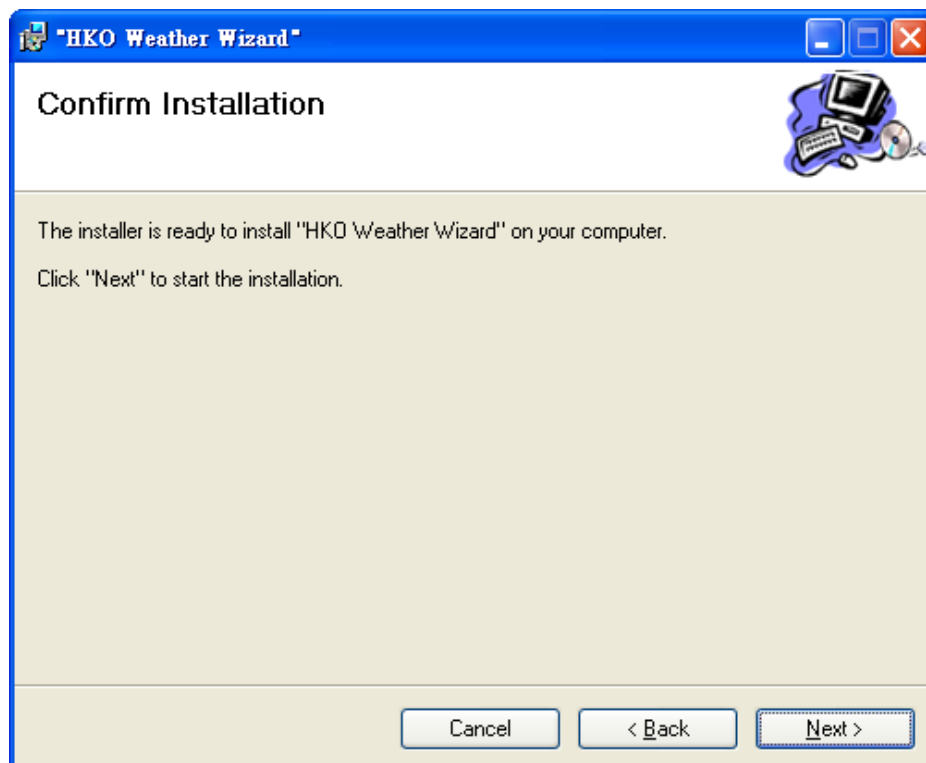 "HKO Weather Wizard"
Confirm Installation
The installer is ready to install "HKO Weather Wizard" on your computer.
Click "Next" to start the installation.
Cancel
< Back
Next >